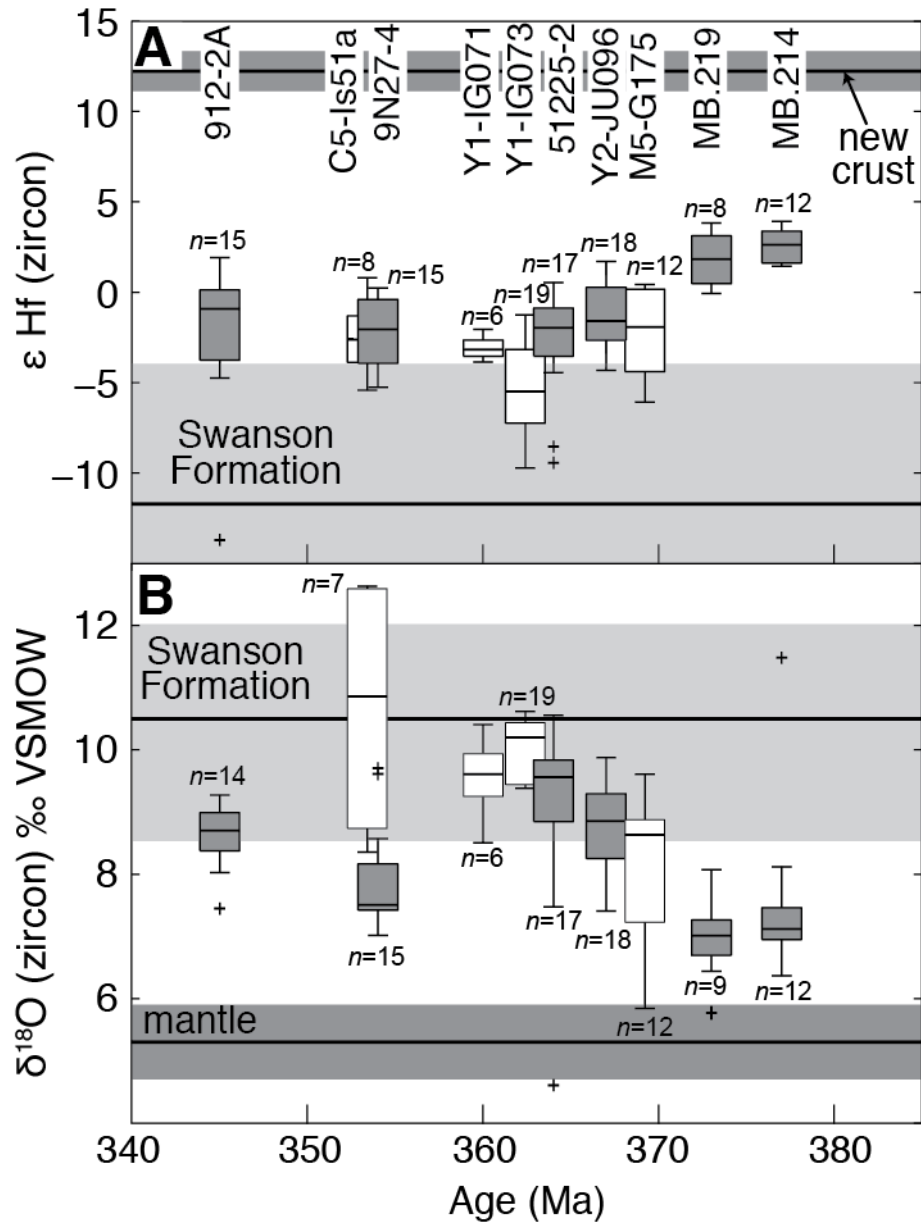 A
15
10
5
0
−5
−10
ε Hf (zircon)
912-2A
C5-Is51a
9N27-4
Y1-IG071
Y1-IG073
51225-2
Y2-JU096
M5-G175
MB.219
MB.214
new
crust
n=15
n=8
n=15
n=6
n=19
n=17
n=18
n=12
n=8
n=12
Swanson
Formation
B
12
10
8
6
δ18O (zircon) ‰ VSMOW
n=7
Swanson
Formation
n=14
n=15
n=6
n=19
n=17
n=18
n=12
n=9
n=12
mantle
340
350
360
370
380
Age (Ma)